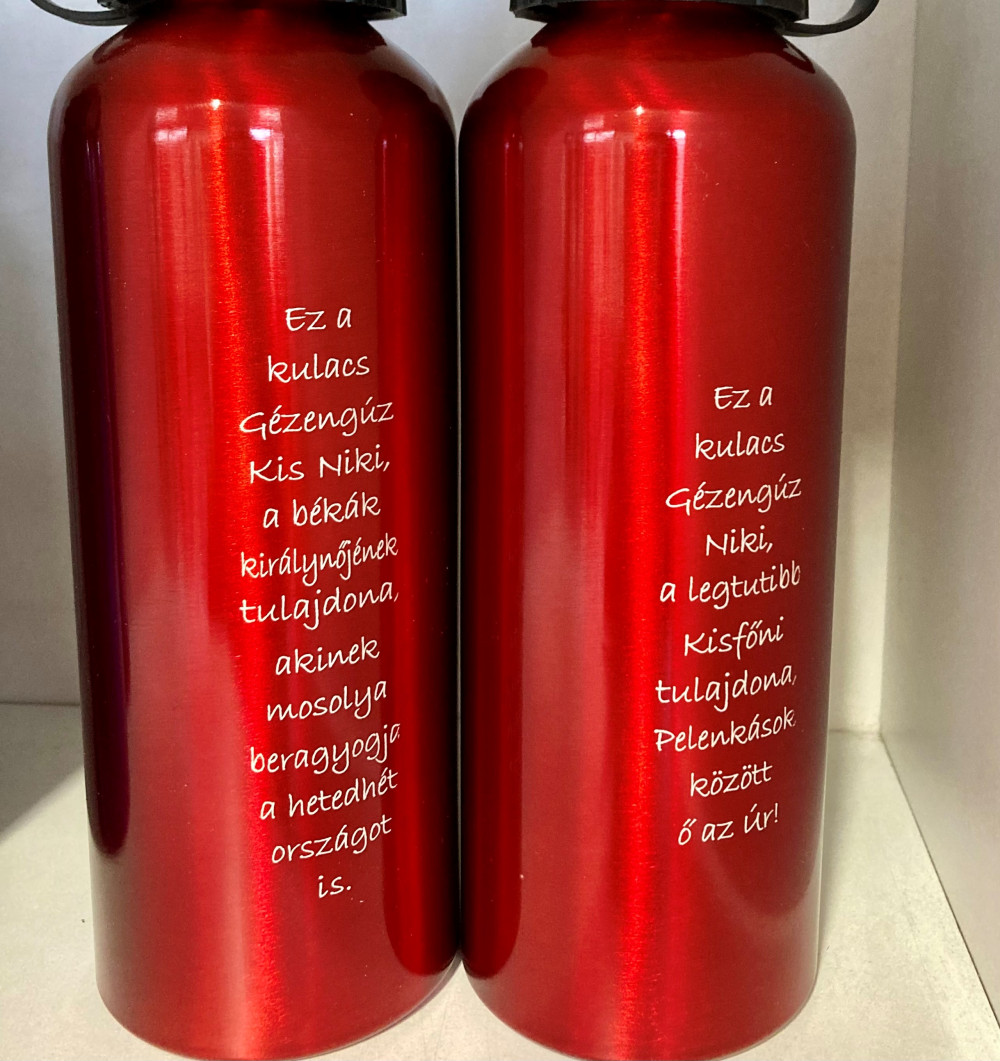 Ez a
kulacs
Gézengúz
Kis Niki,
a békák
királynőjének
tulajdona,
akinek
mosolya
beragyogja
a hetedhét
országot
is.
Ez a
kulacs
Gézengúz
Niki,
a legtutibb
Kisfőni
tulajdona,
Pelenkások
között
ő az Úr!